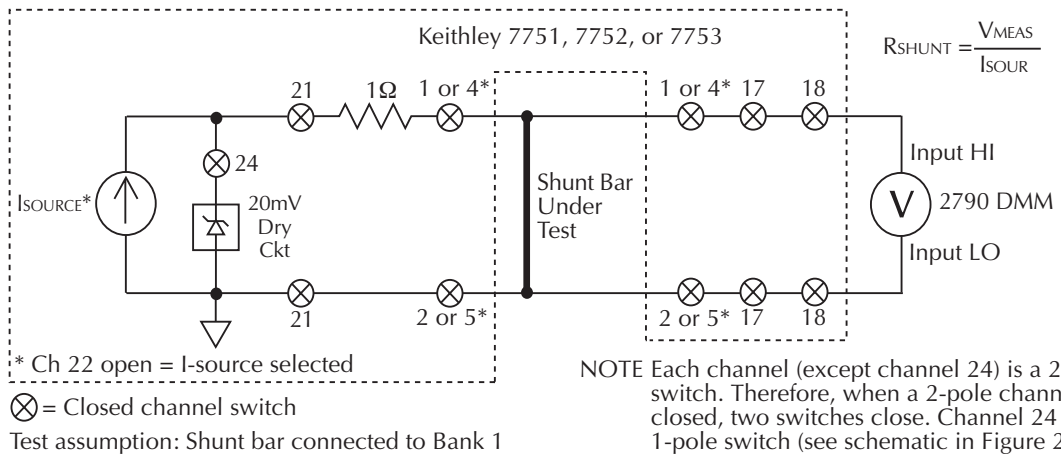 Keithley 7751, 7752, or 7753
RSHUNT = VMEAS
ISOUR
21
1Ω
1 or 4*
1 or 4*
17
18
24
ISOURCE*
20mV
Dry
Ckt
Shunt Bar
Under
Test
Input HI
V
2790 DMM
Input LO
21
2 or 5*
2 or 5*
17
18
* Ch 22 open = I-source selected
= Closed channel switch
Test assumption: Shunt bar connected to Bank 1
NOTE Each channel (except channel 24) is a 2
switch. Therefore, when a 2-pole chann
closed, two switches close. Channel 24
1-pole switch (see schematic in Figure 2